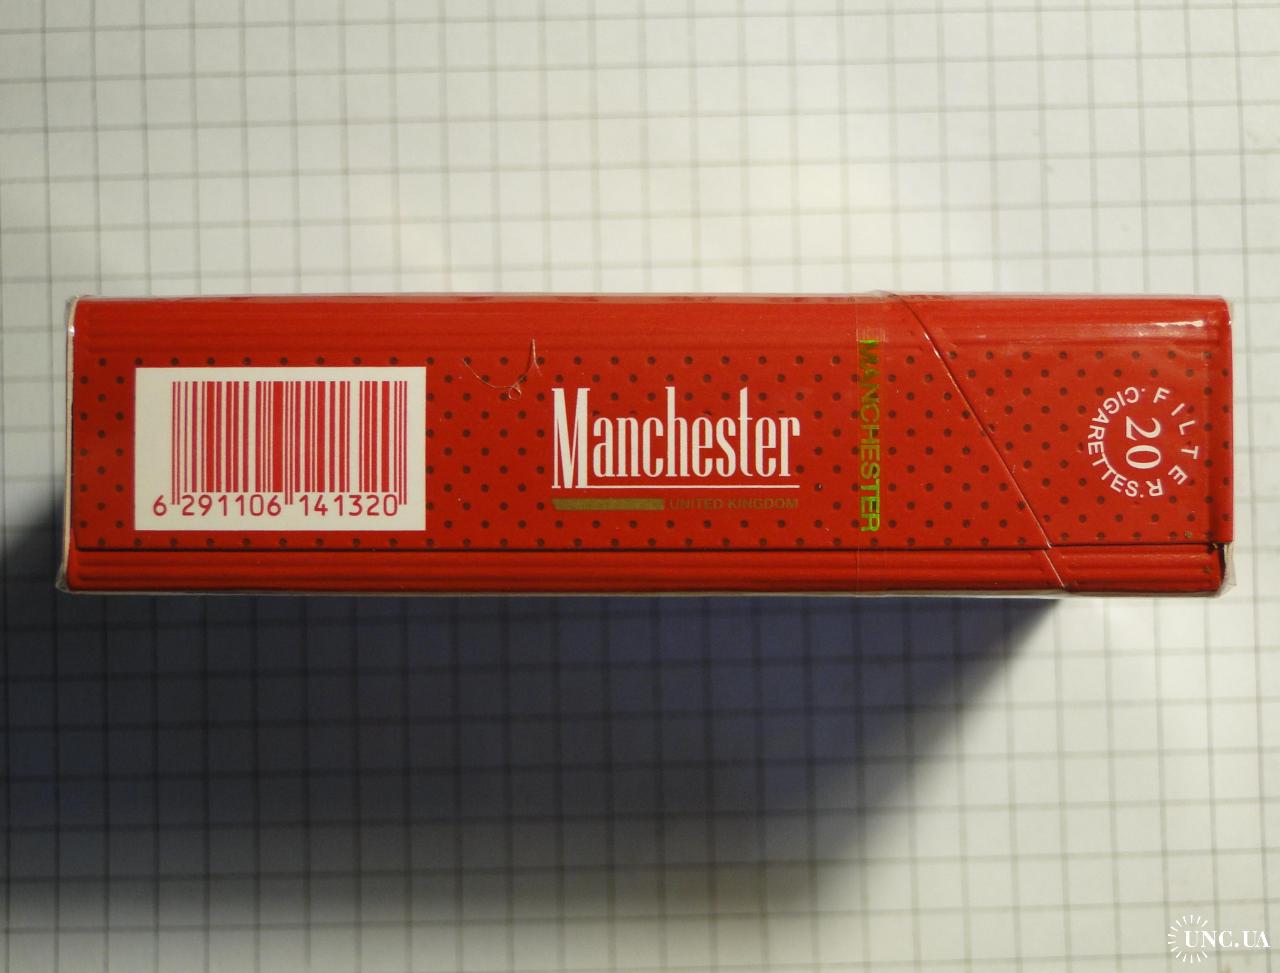 6 291106 141320
Manchester
UNITED KINGDOM
MANCHESTER
FILTER
20
CIGARETTES.
UNC.UA